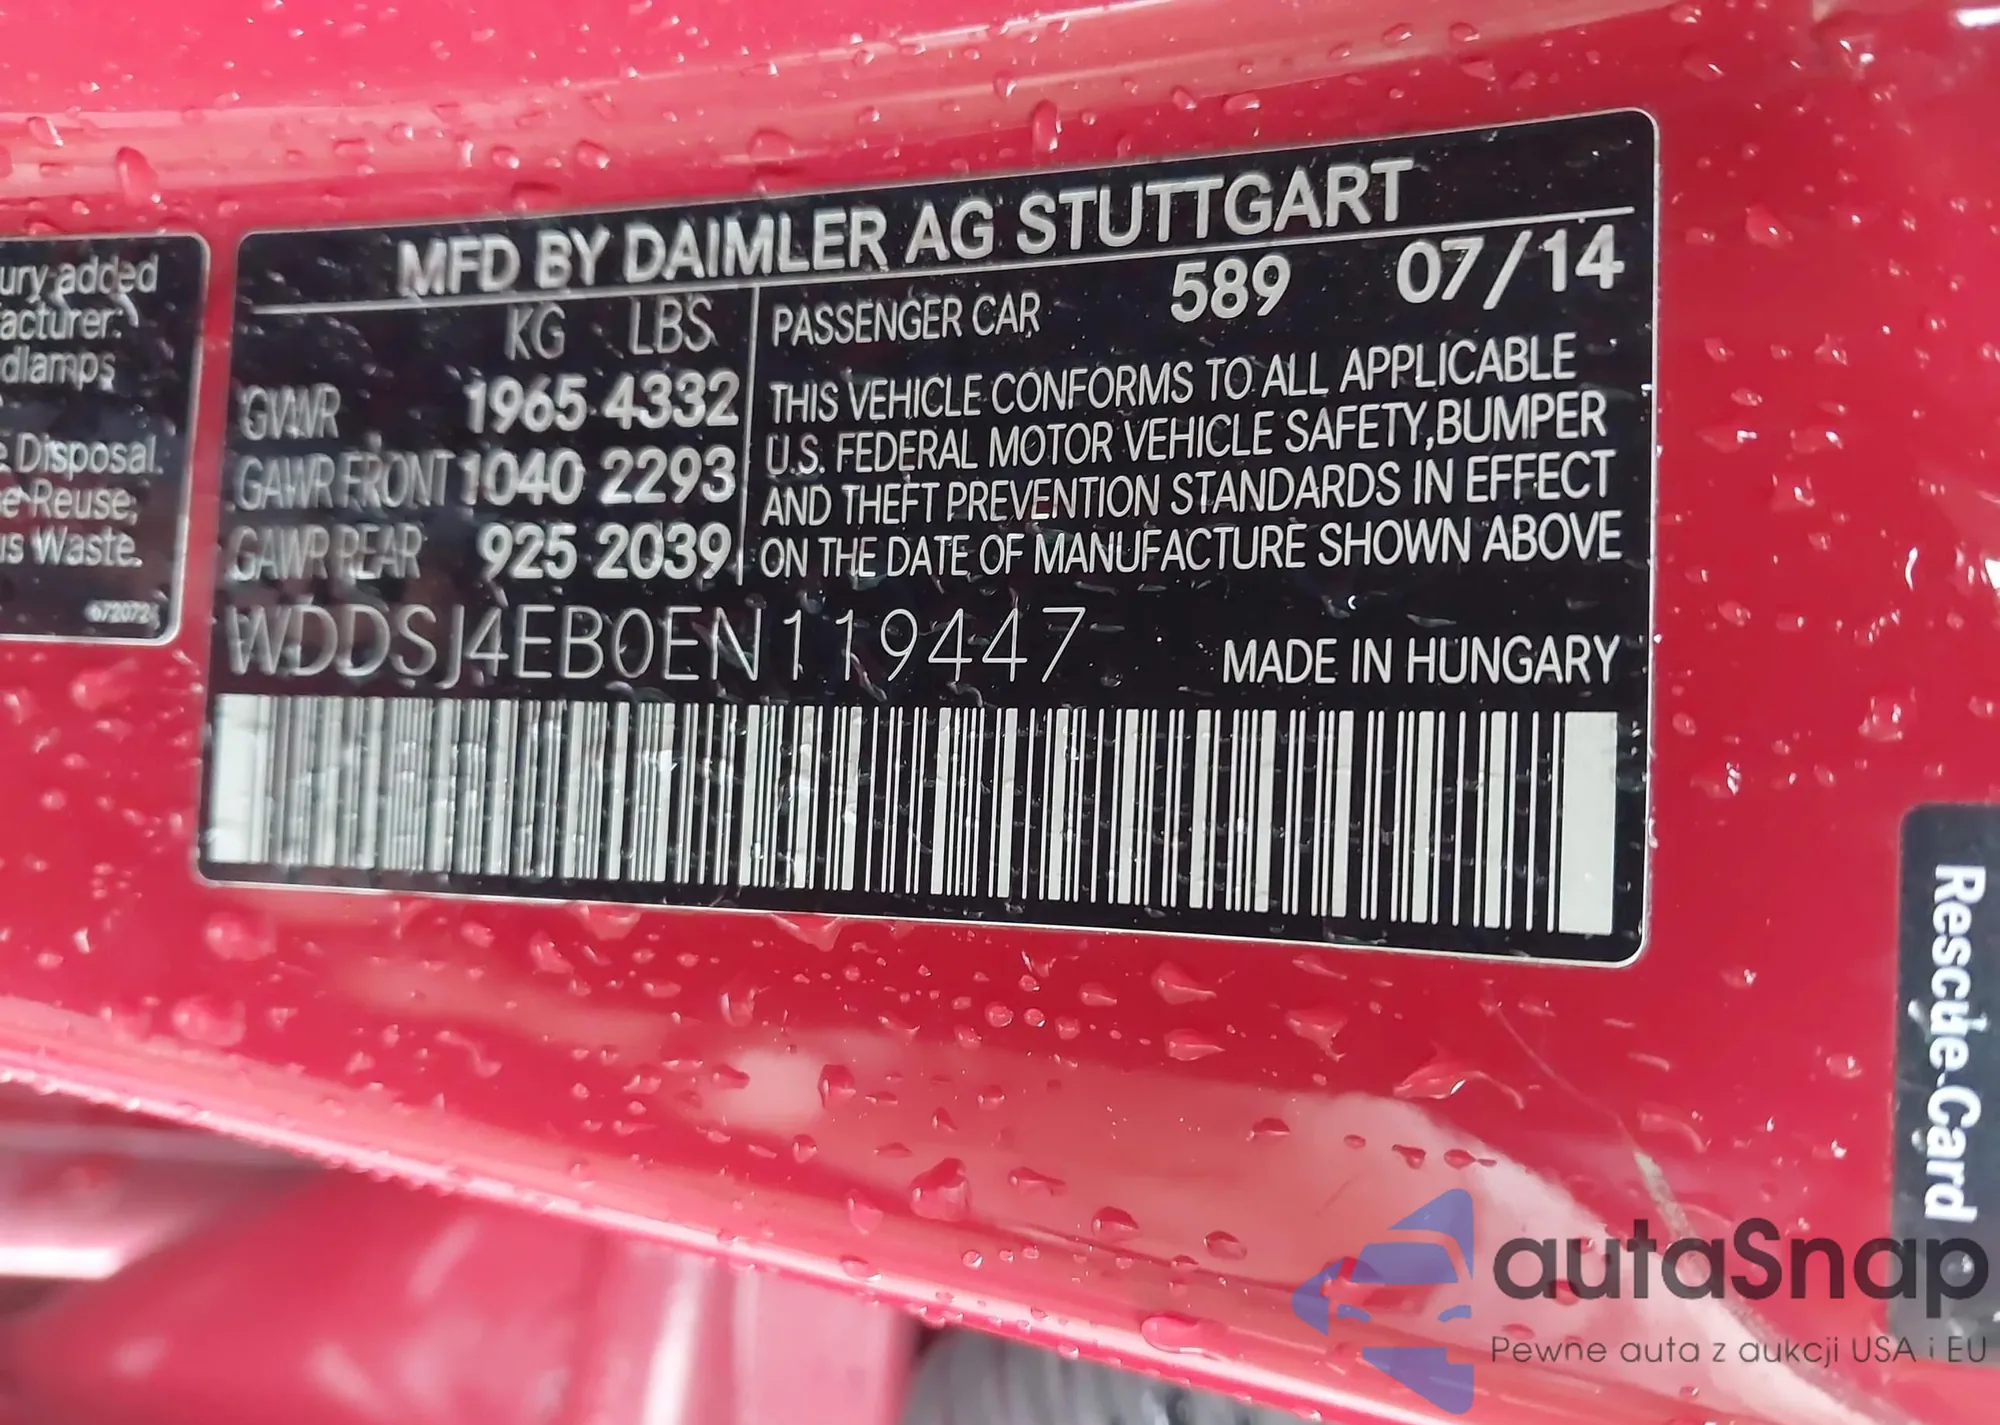 ury added
acturer:
dlamps
Disposal.
e Reuse,
us Waste.
MFD BY DAIMLER AG STUTTGART
KG LBS
GVWR 1965 4332
GAWR FRONT 1040 2293
GAWR REAR 925 2039
PASSENGER CAR 589 07/14
THIS VEHICLE CONFORMS TO ALL APPLICABLE
U.S. FEDERAL MOTOR VEHICLE SAFETY, BUMPER
AND THEFT PREVENTION STANDARDS IN EFFECT
ON THE DATE OF MANUFACTURE SHOWN ABOVE
WDDSJ4EB0EN119447
MADE IN HUNGARY
Rescue-Card
autaSnap
Pewne auta z aukcji USA i EU